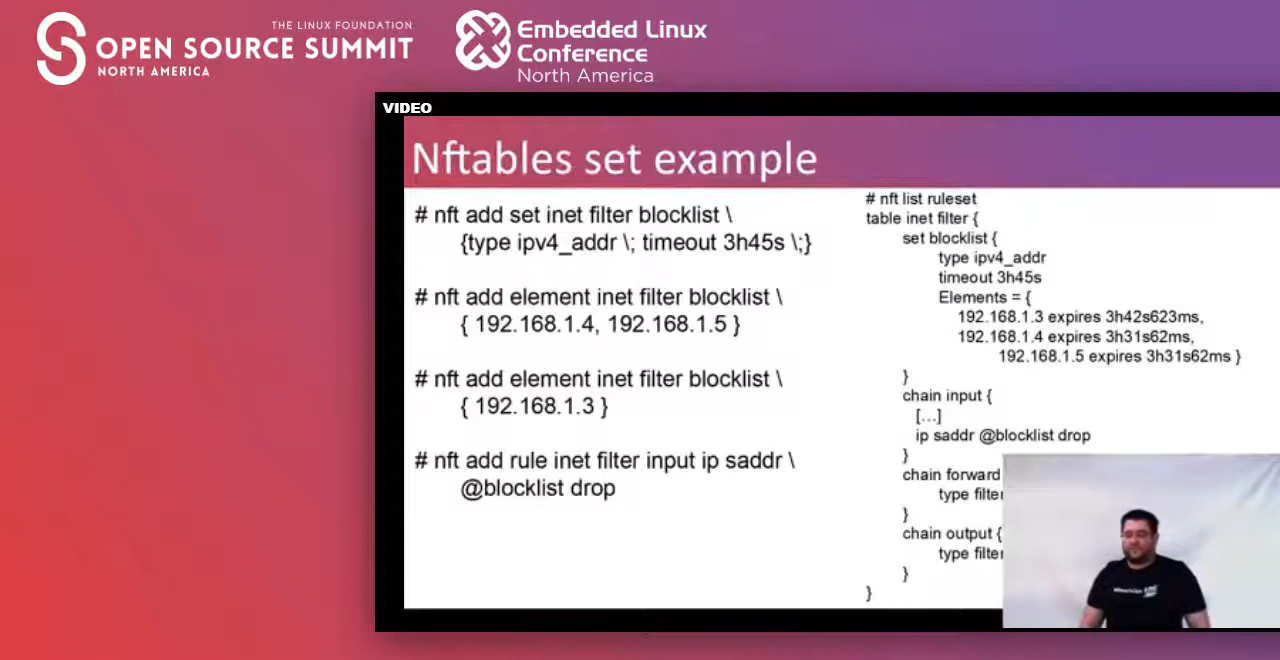 THE LINUX FOUNDATION
OPEN SOURCE SUMMIT
NORTH AMERICA
Embedded Linux
Conference
North America
VIDEO
Nftables set example
# nft add set inet filter blocklist \
{type ipv4_addr \; timeout 3h45s \;}
# nft add element inet filter blocklist \
{ 192.168.1.4, 192.168.1.5 }
# nft add element inet filter blocklist \
{ 192.168.1.3 }
# nft add rule inet filter input ip saddr \
@blocklist drop
# nft list ruleset
table inet filter {
set blocklist {
type ipv4_addr
timeout 3h45s
Elements = {
192.168.1.3 expires 3h42s623ms,
192.168.1.4 expires 3h31s62ms,
192.168.1.5 expires 3h31s62ms }
}
chain input {
[...]
ip saddr @blocklist drop
}
chain forward
type filter
}
chain output {
type filter
}
}